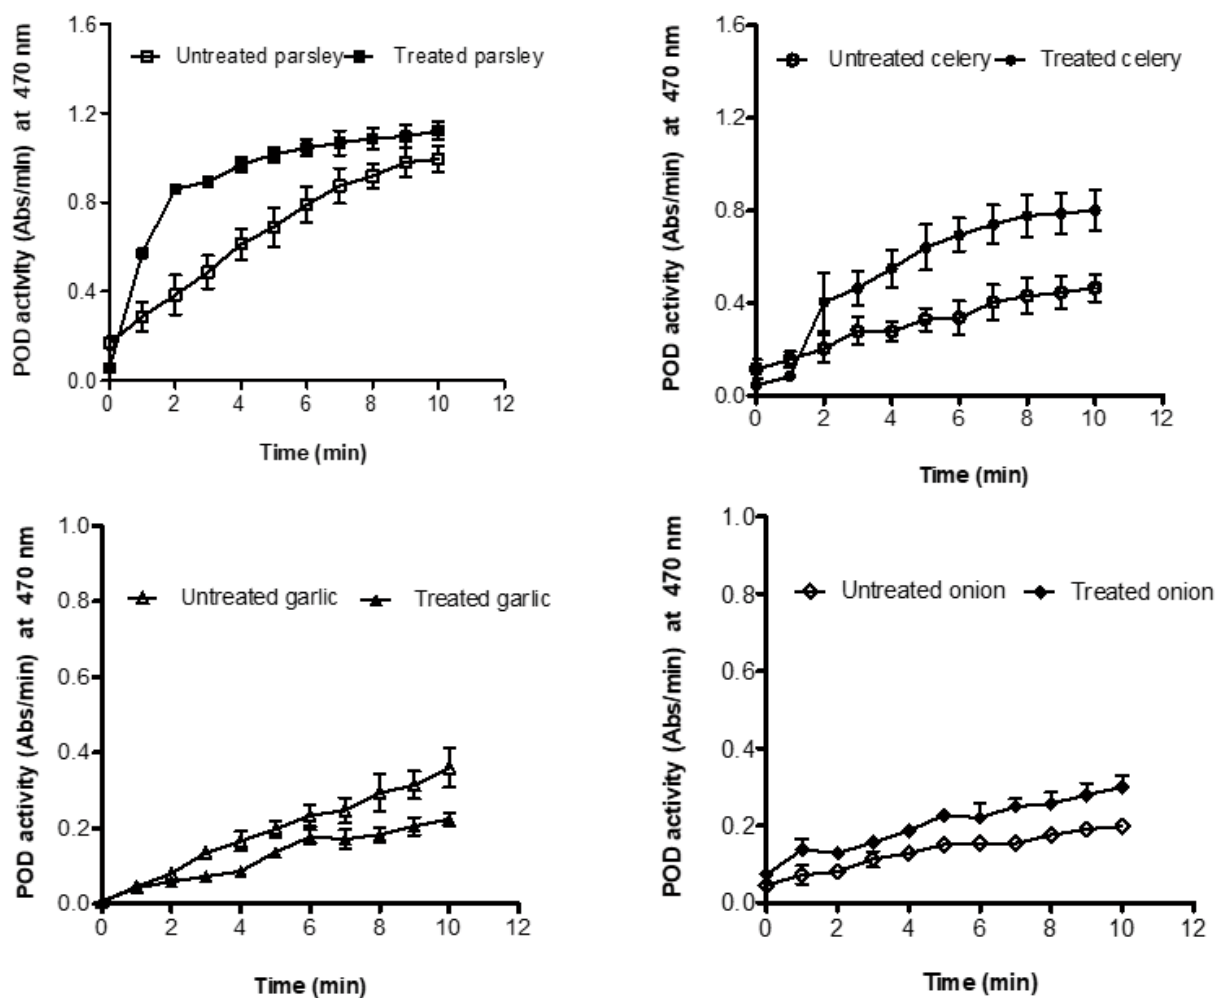 POD activity (Abs/min) at 470 nm
1.6
Untreated parsley Treated parsley
1.2
0.8
0.4
0.0
0 2 4 6 8 10 12
Time (min)
POD activity (Abs/min) at 470 nm
1.6
Untreated celery Treated celery
1.2
0.8
0.4
0.0
0 2 4 6 8 10 12
Time (min)
POD activity (Abs/min) at 470 nm
1.0
Untreated garlic Treated garlic
0.8
0.6
0.4
0.2
0.0
0 2 4 6 8 10 12
Time (min)
POD activity (Abs/min) at 470 nm
1.0
Untreated onion Treated onion
0.8
0.6
0.4
0.2
0.0
0 2 4 6 8 10 12
Time (min)